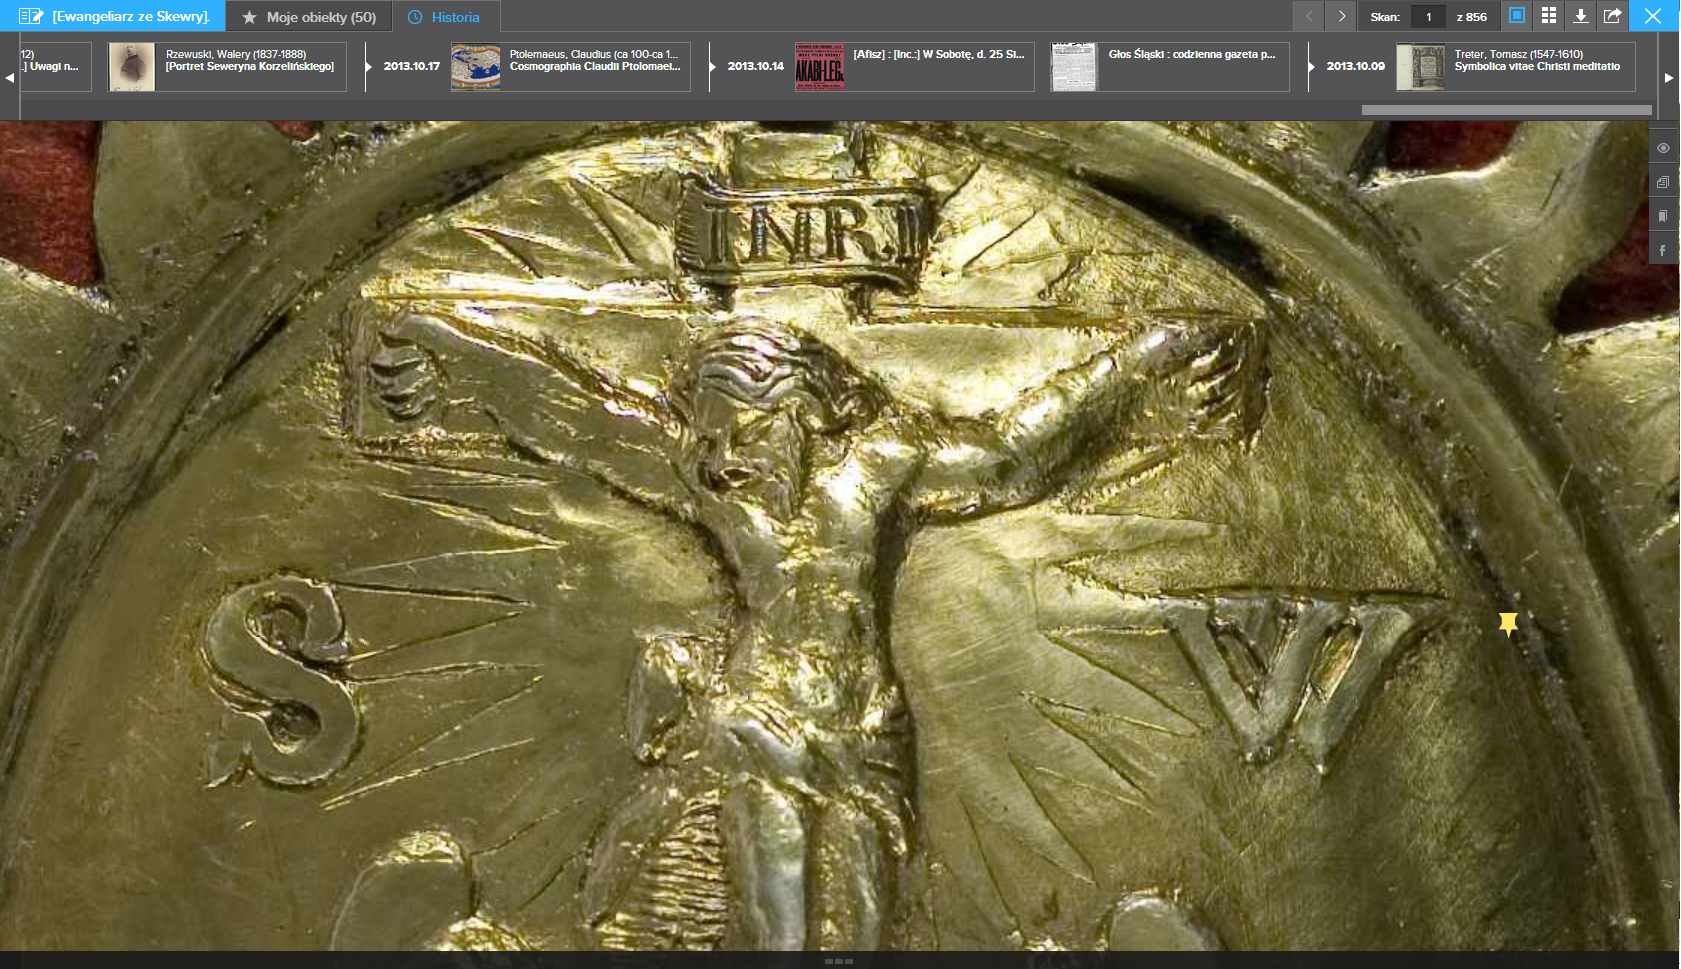 [Ewangeliarz ze Skewry].
Moje obiekty (50)
Historia
Skan:
1
z 856
12)
.] Uwagi n...
Rzewuski, Walery (1837-1888)
[Portret Seweryna Korzelińskiego]
2013.10.17
Ptolemaeus, Claudius (ca 100-ca 1...
Cosmographia Claudii Ptolomaei...
2013.10.14
[Afisz] : [Inc.:] W Sobotę, d. 25 Si...
Głos Śląski : codzienna gazeta p...
2013.10.09
Treter, Tomasz (1547-1610)
Symbolica vitae Christi meditatio
f
INR.I
S